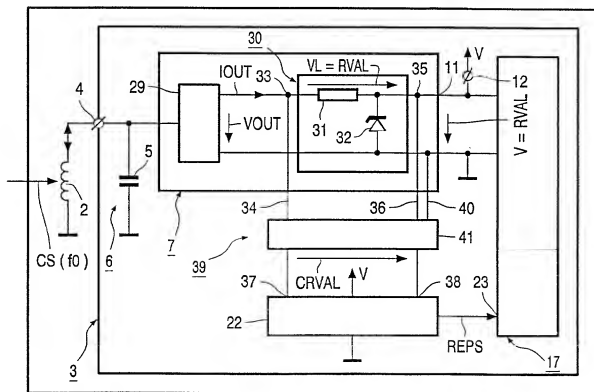 30
VL = RVAL
V
29
IOUT
33
35
11
12
4
VOUT
31
32
V = RVAL
5
2
34
36
40
6
7
CS (f0)
39
41
CRVAL
37
V
38
23
22
REPS
3
17